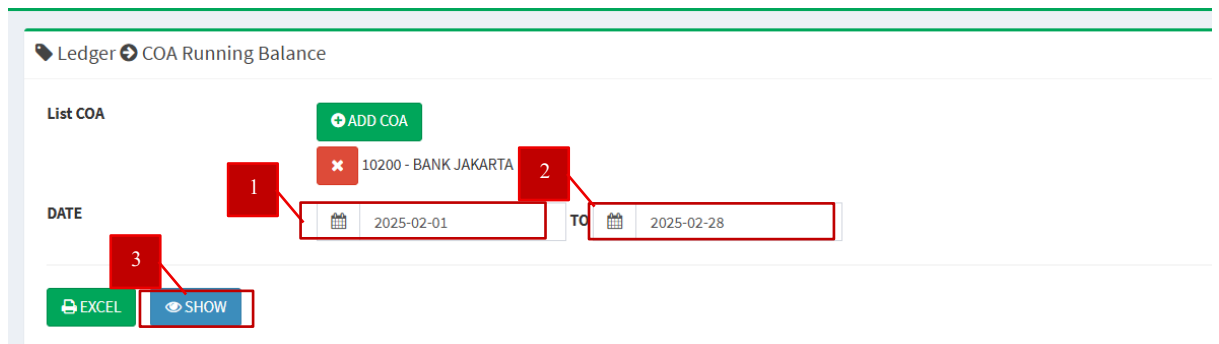 Ledger COA Running Balance
List COA
ADD COA
10200 - BANK JAKARTA
1
2
DATE
2025-02-01 TO 2025-02-28
3
EXCEL SHOW